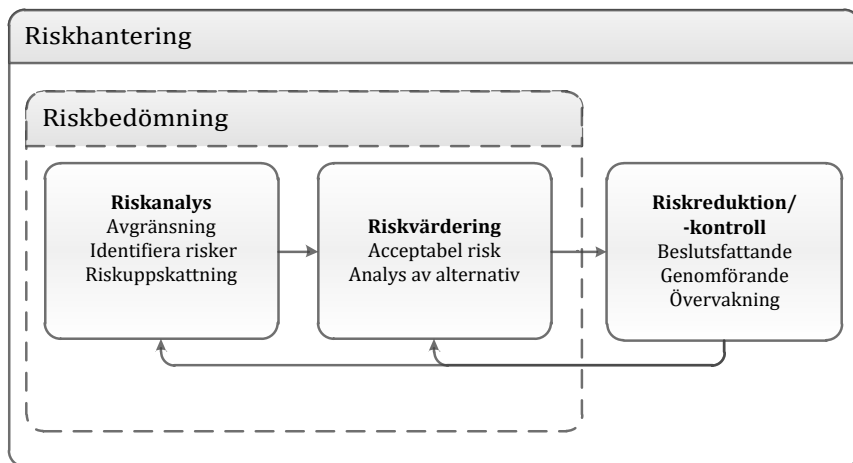 Riskhantering
Riskbedömning
Riskanalys
Avgränsning
Identifiera risker
Riskuppskattning
Riskvärdering
Acceptabel risk
Analys av alternativ
Riskreduktion/
-kontroll
Beslutsfattande
Genomförande
Övervakning